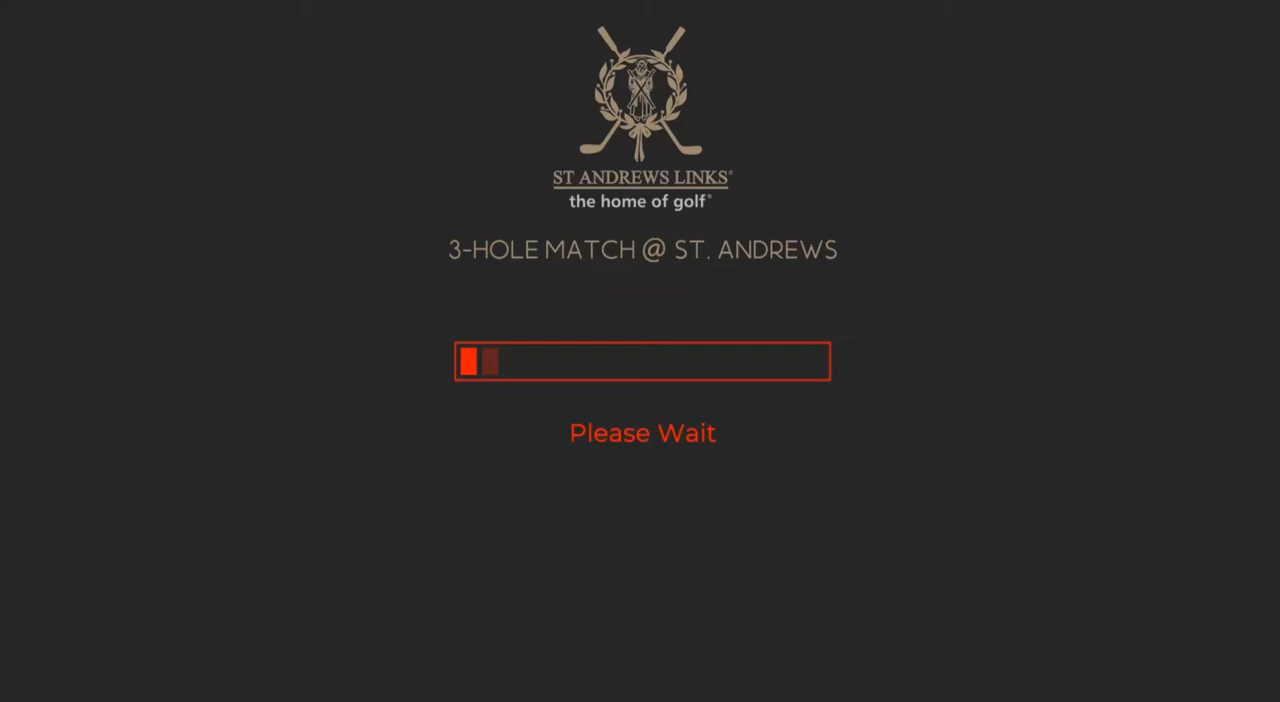 ST ANDREWS LINKS®
the home of golf®
3-HOLE MATCH @ ST. ANDREWS
Please Wait